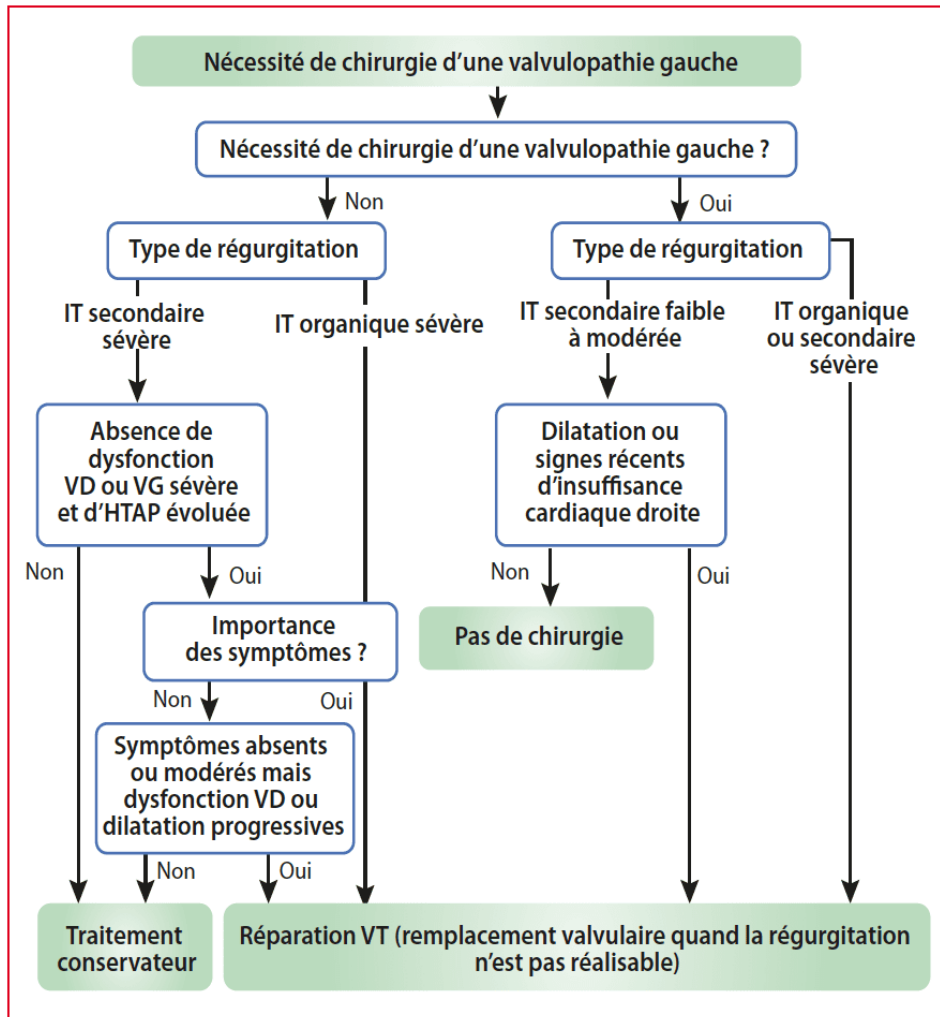 Nécessité de chirurgie d'une valvulopathie gauche
Nécessité de chirurgie d'une valvulopathie gauche ?
Non
Oui
Type de régurgitation
Type de régurgitation
IT secondaire
sévère
IT organique sévère
IT secondaire faible
à modérée
IT organique
ou secondaire
sévère
Absence de
dysfonction
VD ou VG sévère
et d'HTAP évoluée
Dilatation ou
signes récents
d'insuffisance
cardiaque droite
Non
Oui
Non
Oui
Importance
des symptômes ?
Pas de chirurgie
Non
Oui
Symptômes absents
ou modérés mais
dysfonction VD ou
dilatation progressives
Non
Oui
Traitement
conservateur
Réparation VT (remplacement valvulaire quand la régurgitation
n'est pas réalisable)